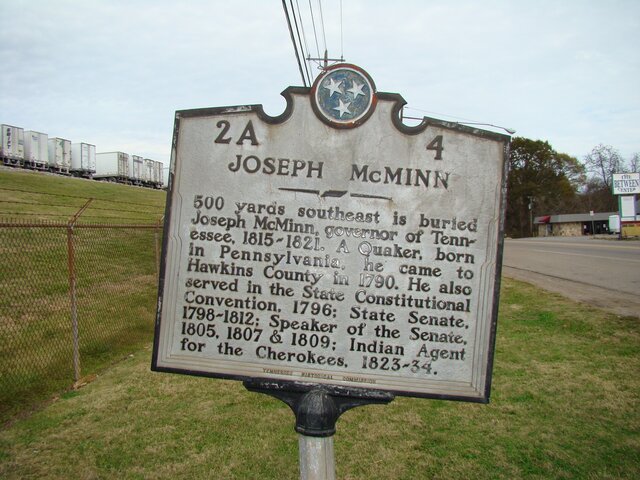 2A 4
JOSEPH McMINN
500 yards southeast is buried
Joseph McMinn, governor of Tenn-
essee, 1815-1821. A Quaker, born
in Pennsylvania, he came to
Hawkins County in 1790. He also
served in the State Constitutional
Convention, 1796; State Senate,
1798-1812; Speaker of the Senate,
1805, 1807 & 1809; Indian Agent
for the Cherokees, 1823-34.
TENNESSEE HISTORICAL COMMISSION
BETWEEN
CENTER